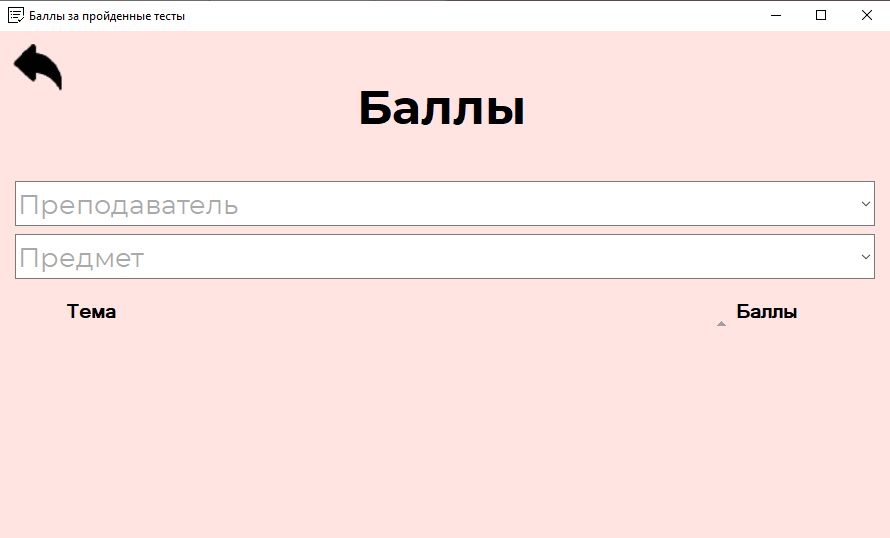 Баллы за пройденные тесты
Баллы
Преподаватель
Предмет
Тема Баллы